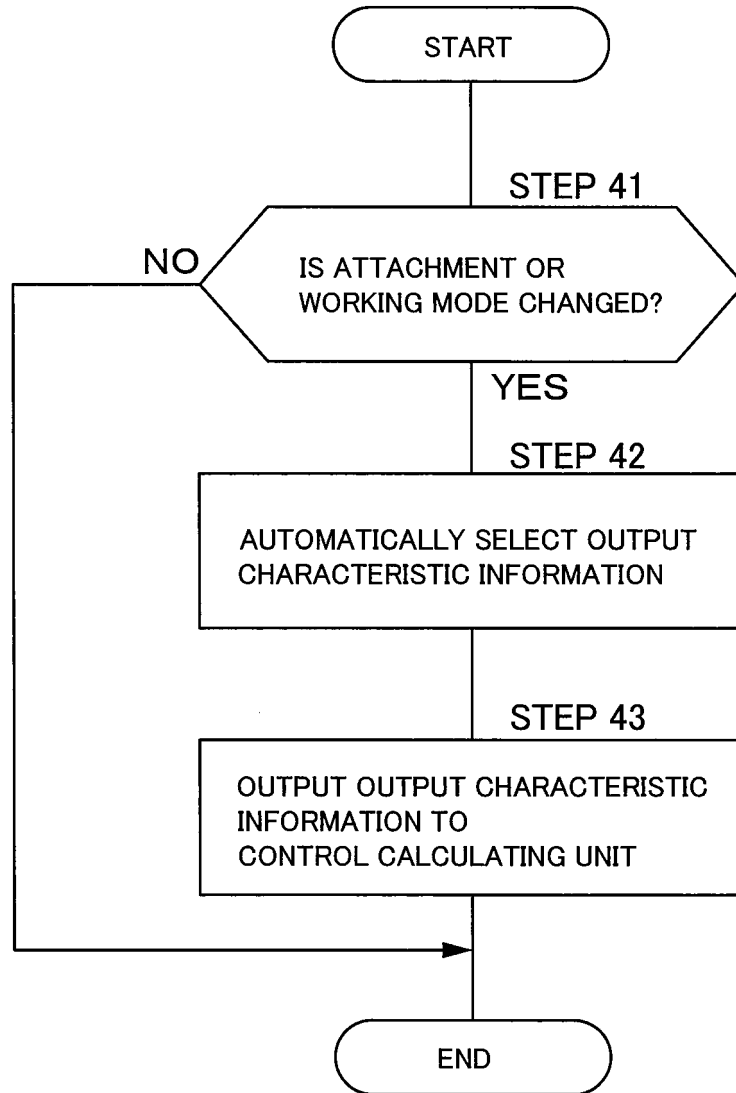 START
STEP 41
NO
IS ATTACHMENT OR
WORKING MODE CHANGED?
YES
STEP 42
AUTOMATICALLY SELECT OUTPUT
CHARACTERISTIC INFORMATION
STEP 43
OUTPUT OUTPUT CHARACTERISTIC
INFORMATION TO
CONTROL CALCULATING UNIT
END